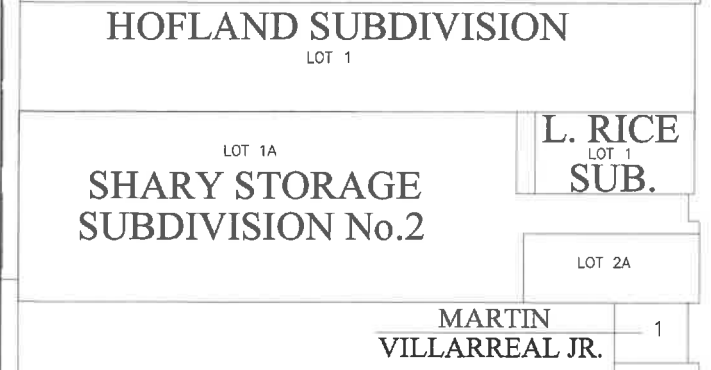 HOFLAND SUBDIVISION
LOT 1
L. RICE
LOT 1
SUB.
LOT 1A
SHARY STORAGE
SUBDIVISION No.2
LOT 2A
MARTIN
VILLARREAL JR.
1